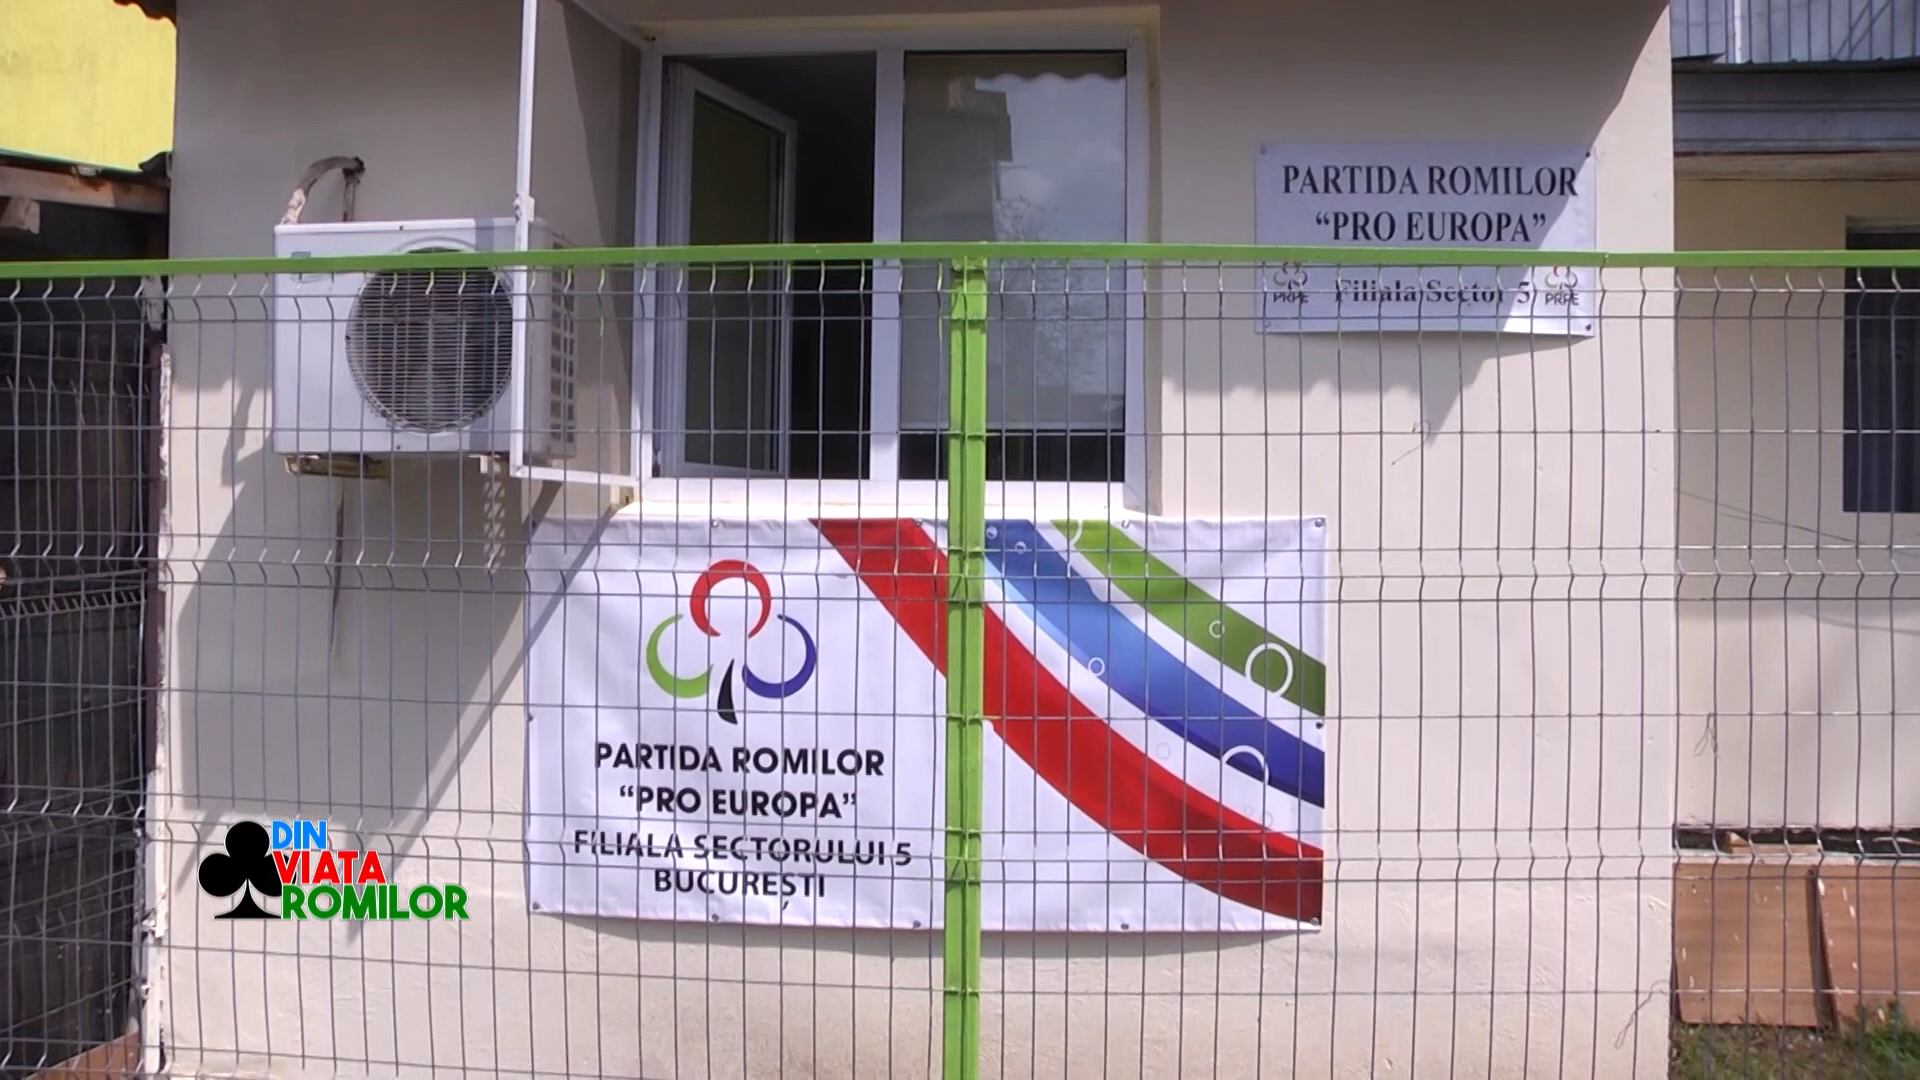 PARTIDA ROMILOR
“PRO EUROPA”
PRPE Filiala Sector 5 PRPE
PARTIDA ROMILOR
“PRO EUROPA”
FILIALA SECTORULUI 5
BUCUREȘTI
DIN
VIATA
ROMILOR